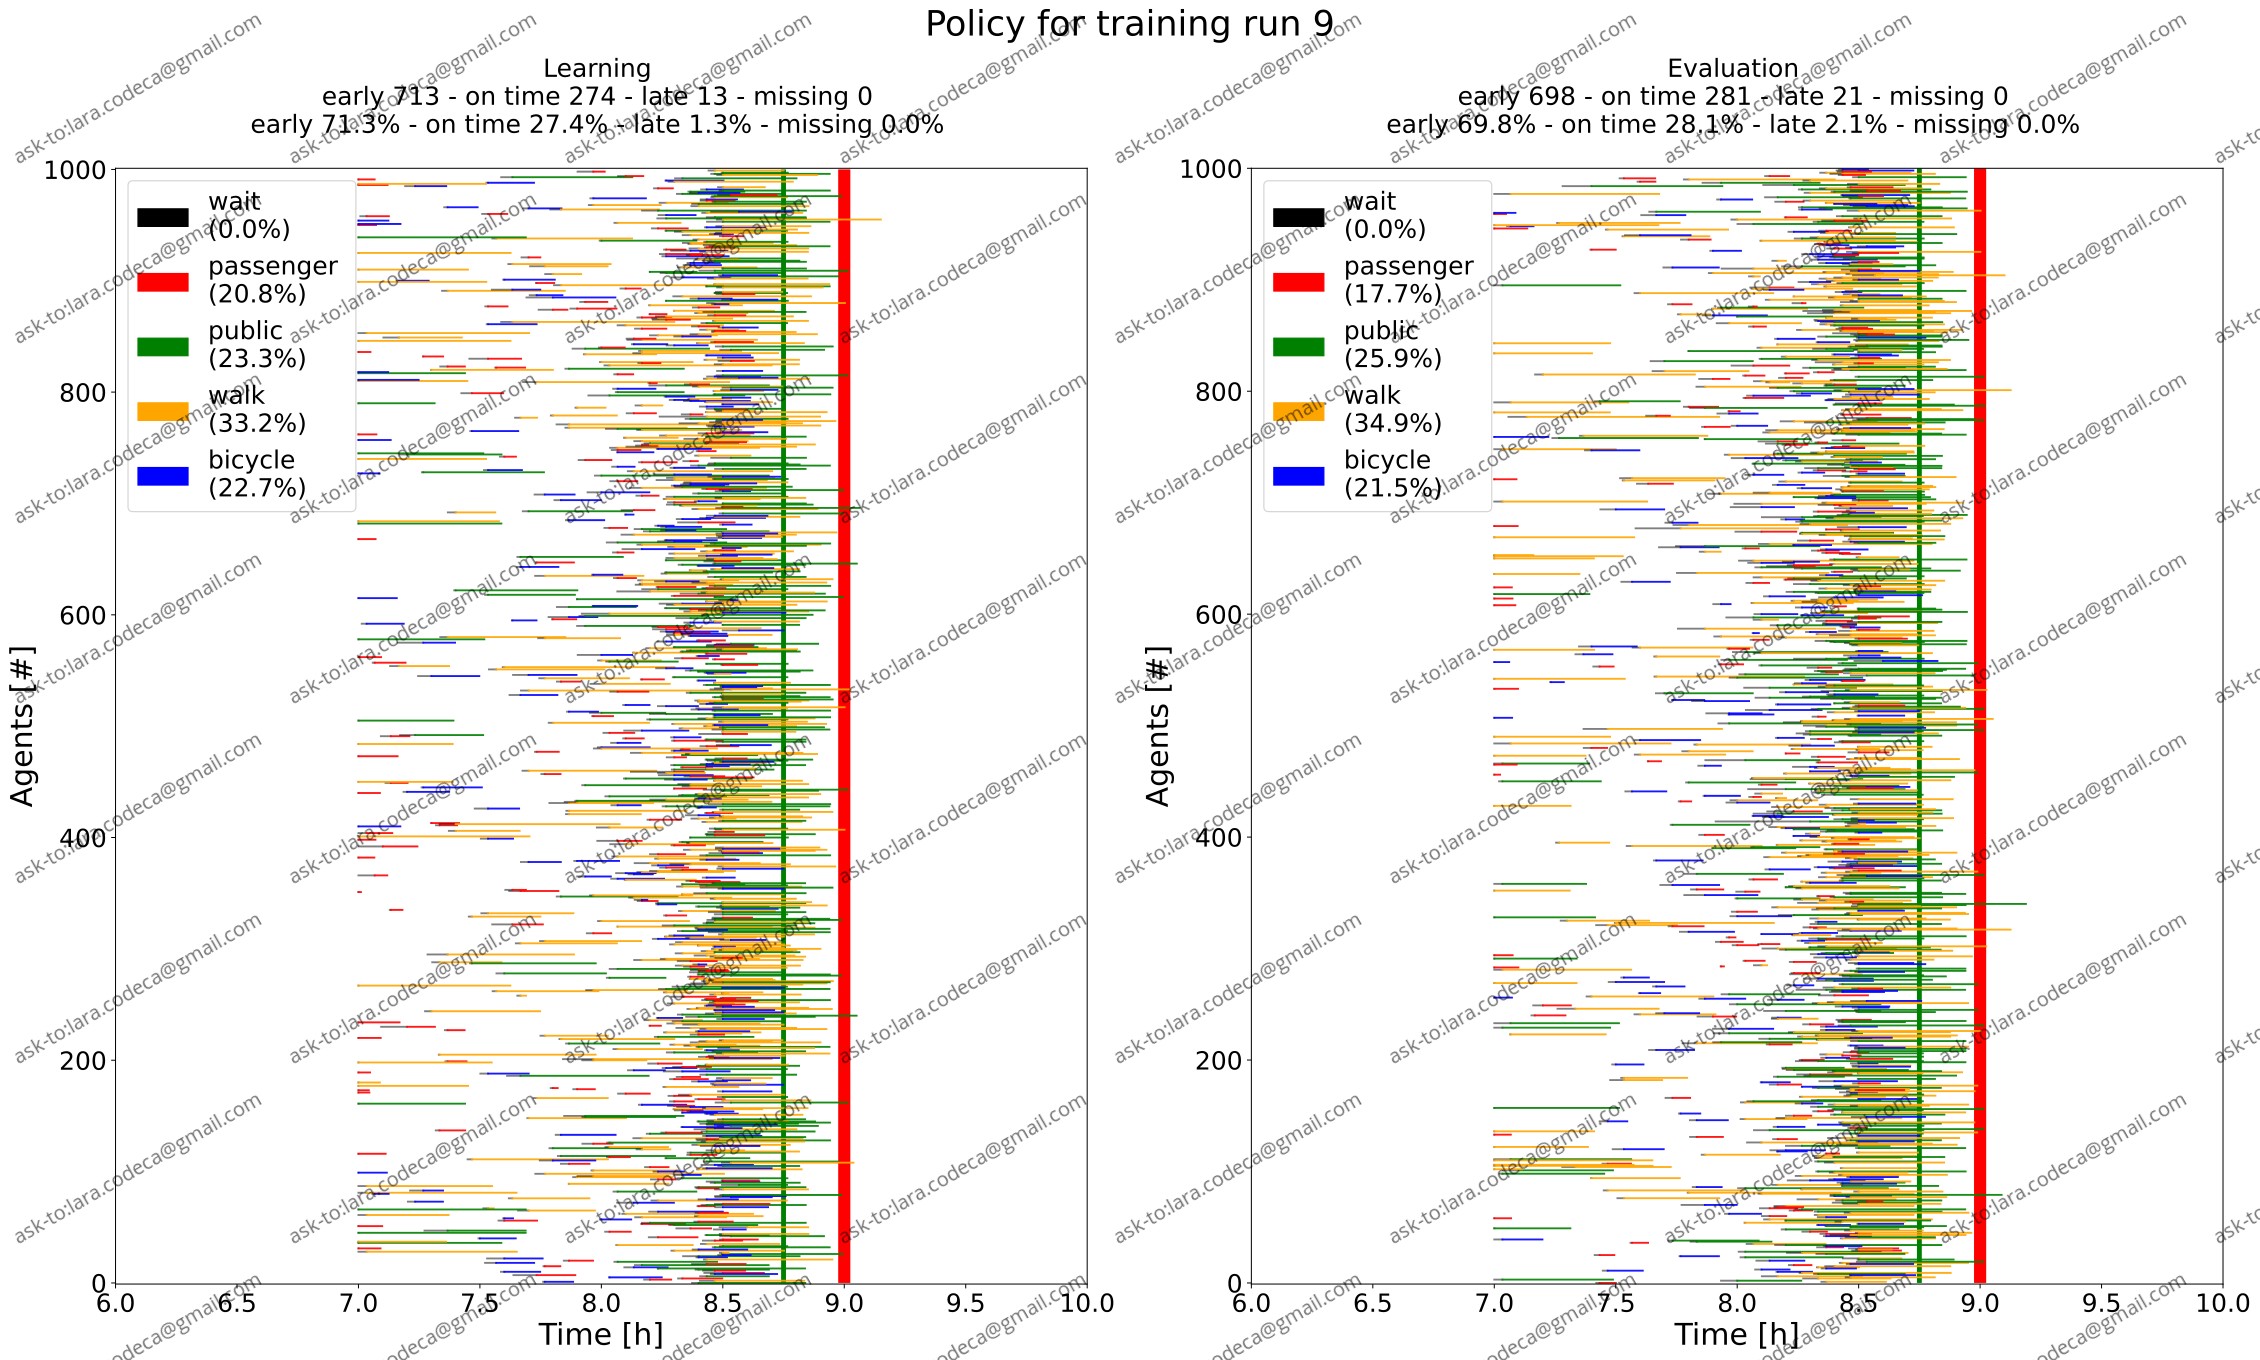 Policy for training run 9
Learning
early 713 - on time 274 - late 13 - missing 0
early 71.3% - on time 27.4% - late 1.3% - missing 0.0%
1000
800
600
400
200
0
Agents [#]
wait
(0.0%)
passenger
(20.8%)
public
(23.3%)
walk
(33.2%)
bicycle
(22.7%)
6.0 6.5 7.0 7.5 8.0 8.5 9.0 9.5 10.0
Time [h]
Evaluation
early 698 - on time 281 - late 21 - missing 0
early 69.8% - on time 28.1% - late 2.1% - missing 0.0%
1000
800
600
400
200
0
Agents [#]
wait
(0.0%)
passenger
(17.7%)
public
(25.9%)
walk
(34.9%)
bicycle
(21.5%)
6.0 6.5 7.0 7.5 8.0 8.5 9.0 9.5 10.0
Time [h]
ask-to:lara.codeca@gmail.com